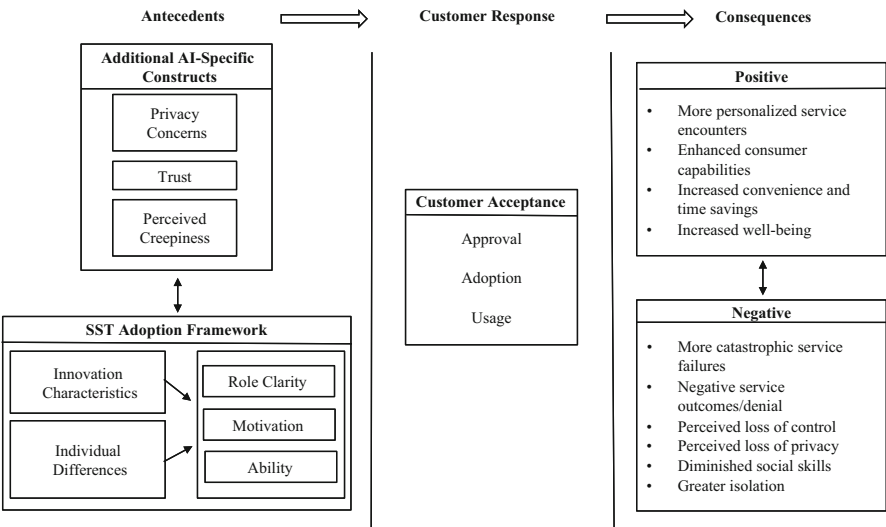 Antecedents
Customer Response
Consequences
Additional AI-Specific
Constructs
Privacy
Concerns
Trust
Perceived
Creepiness
SST Adoption Framework
Innovation
Characteristics
Individual
Differences
Role Clarity
Motivation
Ability
Customer Acceptance
Approval
Adoption
Usage
Positive
• More personalized service
encounters
• Enhanced consumer
capabilities
• Increased convenience and
time savings
• Increased well-being
Negative
• More catastrophic service
failures
• Negative service
outcomes/denial
• Perceived loss of control
• Perceived loss of privacy
• Diminished social skills
• Greater isolation